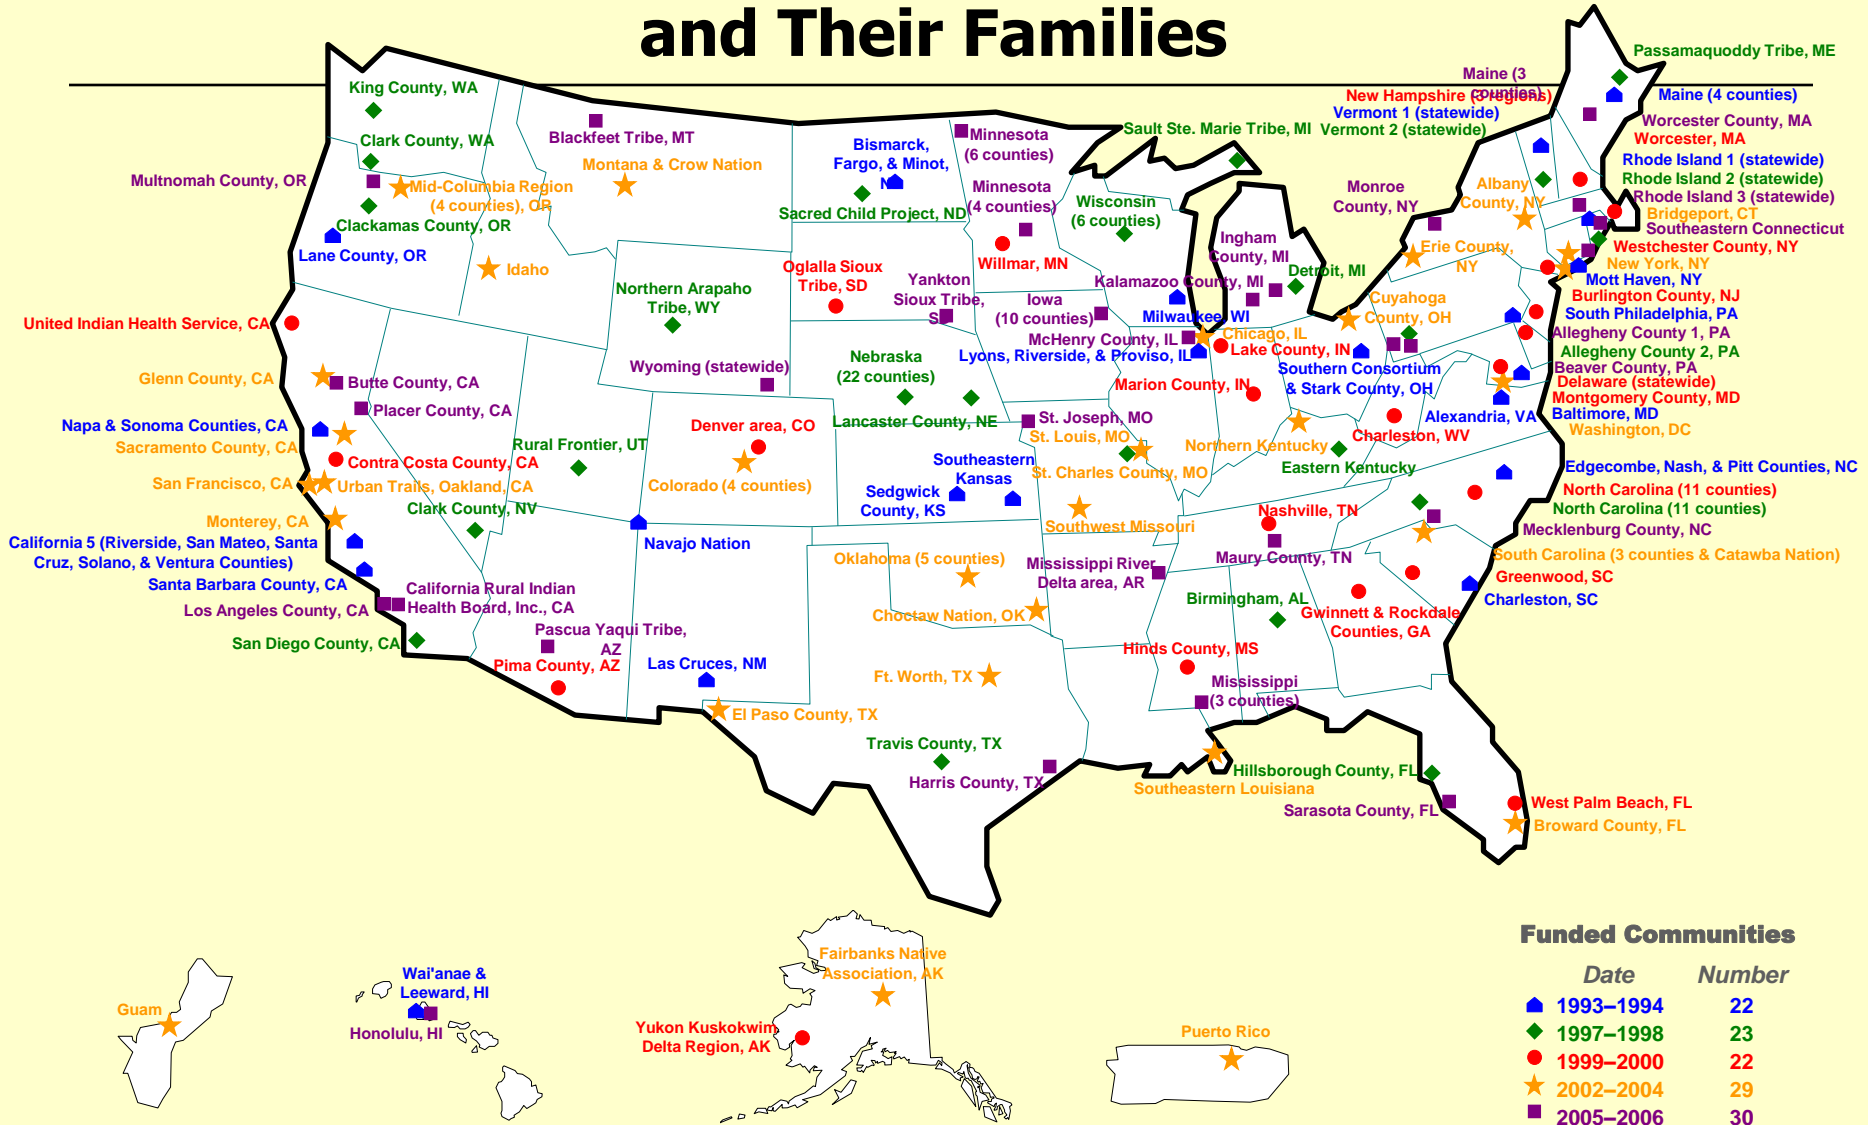 and Their Families
Passamaquoddy Tribe, ME
Maine (3
counties)
King County, WA
New Hampshire (3 regions)
Maine (4 counties)
Vermont 1 (statewide)
Worcester County, MA
Blackfeet Tribe, MT
Minnesota
(6 counties)
Sault Ste. Marie Tribe, MI
Vermont 2 (statewide)
Worcester, MA
Clark County, WA
Bismarck,
Fargo, & Minot,
Rhode Island 1 (statewide)
Montana & Crow Nation
Rhode Island 2 (statewide)
Multnomah County, OR
Mid-Columbia Region
(4 counties), OR
Minnesota
(4 counties)
Monroe
County, NY
Albany
County, NY
Rhode Island 3 (statewide)
Wisconsin
(6 counties)
Sacred Child Project, ND
Bridgeport, CT
Clackamas County, OR
Southeastern Connecticut
Lane County, OR
Ingham
County, MI
Erie County,
NY
Westchester County, NY
New York, NY
Idaho
Willmar, MN
Detroit, MI
Mott Haven, NY
Oglalla Sioux
Tribe, SD
Kalamazoo County, MI
Northern Arapaho
Tribe, WY
Yankton
Sioux Tribe,
Iowa
(10 counties)
Cuyahoga
County, OH
Burlington County, NJ
South Philadelphia, PA
United Indian Health Service, CA
Milwaukee, WI
Chicago, IL
Allegheny County 1, PA
McHenry County, IL
Lake County, IN
Allegheny County 2, PA
Lyons, Riverside, & Proviso, IL
Wyoming (statewide)
Nebraska
(22 counties)
Southern Consortium
& Stark County, OH
Beaver County, PA
Glenn County, CA
Butte County, CA
Marion County, IN
Delaware (statewide)
Montgomery County, MD
Placer County, CA
Lancaster County, NE
St. Joseph, MO
Alexandria, VA
Baltimore, MD
Napa & Sonoma Counties, CA
Denver area, CO
St. Louis, MO
Charleston, WV
Washington, DC
Sacramento County, CA
Rural Frontier, UT
Northern Kentucky
Contra Costa County, CA
Southeastern
Kansas
St. Charles County, MO
Eastern Kentucky
Edgecombe, Nash, & Pitt Counties, NC
San Francisco, CA
Urban Trails, Oakland, CA
Colorado (4 counties)
Sedgwick
County, KS
North Carolina (11 counties)
Clark County, NV
Nashville, TN
North Carolina (11 counties)
Monterey, CA
Southwest Missouri
Mecklenburg County, NC
California 5 (Riverside, San Mateo, Santa
Cruz, Solano, & Ventura Counties)
Navajo Nation
Oklahoma (5 counties)
Mississippi River
Delta area, AR
Maury County, TN
South Carolina (3 counties & Catawba Nation)
Santa Barbara County, CA
Greenwood, SC
California Rural Indian
Health Board, Inc., CA
Birmingham, AL
Charleston, SC
Los Angeles County, CA
Choctaw Nation, OK
Gwinnett & Rockdale
Counties, GA
San Diego County, CA
Pascua Yaqui Tribe,
AZ
Hinds County, MS
Pima County, AZ
Las Cruces, NM
Ft. Worth, TX
Mississippi
(3 counties)
El Paso County, TX
Travis County, TX
Hillsborough County, FL
Harris County, TX
Southeastern Louisiana
Sarasota County, FL
West Palm Beach, FL
Broward County, FL
Funded Communities
Date Number
1993–1994 22
1997–1998 23
1999–2000 22
2002–2004 29
2005–2006 30
Fairbanks Native
Association, AK
Wai'anae &
Leeward, HI
Guam
Honolulu, HI
Yukon Kuskokwim
Delta Region, AK
Puerto Rico